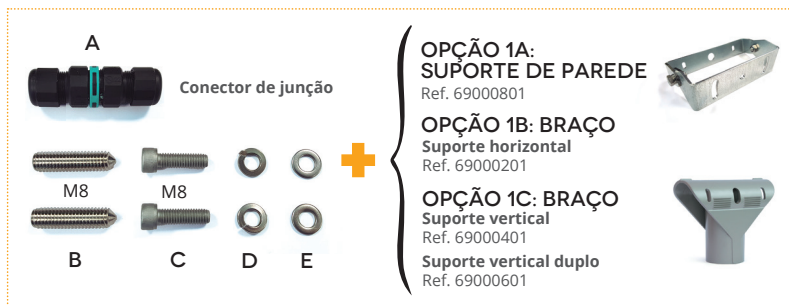 A
Conector de junção
M8
M8
B
C
D
E
OPÇÃO 1A:
SUPORTE DE PAREDE
Ref. 69000801
OPÇÃO 1B: BRAÇO
Suporte horizontal
Ref. 69000201
OPÇÃO 1C: BRAÇO
Suporte vertical
Ref. 69000401
Suporte vertical duplo
Ref. 69000601